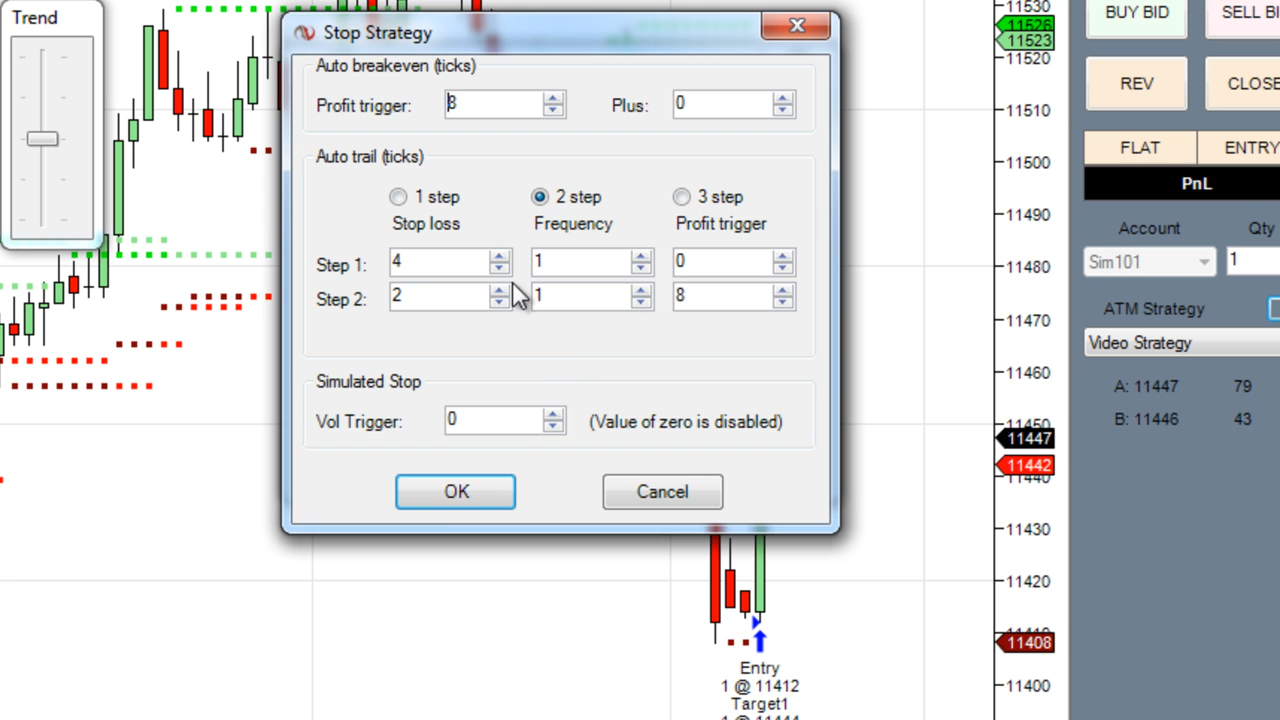 Trend
Stop Strategy
Auto breakeven (ticks)
Profit trigger: 8 Plus: 0
Auto trail (ticks)
1 step 2 step 3 step
Stop loss Frequency Profit trigger
Step 1: 4 1 0
Step 2: 2 1 8
Simulated Stop
Vol Trigger: 0 (Value of zero is disabled)
OK Cancel
Entry
1 @ 11412
Target1
1 @ 11444
11530
11526
11523
11520
11510
11500
11490
11480
11470
11460
11450
11447
11442
11440
11430
11420
11410
11408
11400
BUY BID SELL BI
REV CLOSE
FLAT ENTRY
PnL
Account Qty
Sim101 1
ATM Strategy
Video Strategy
A: 11447 79
B: 11446 43